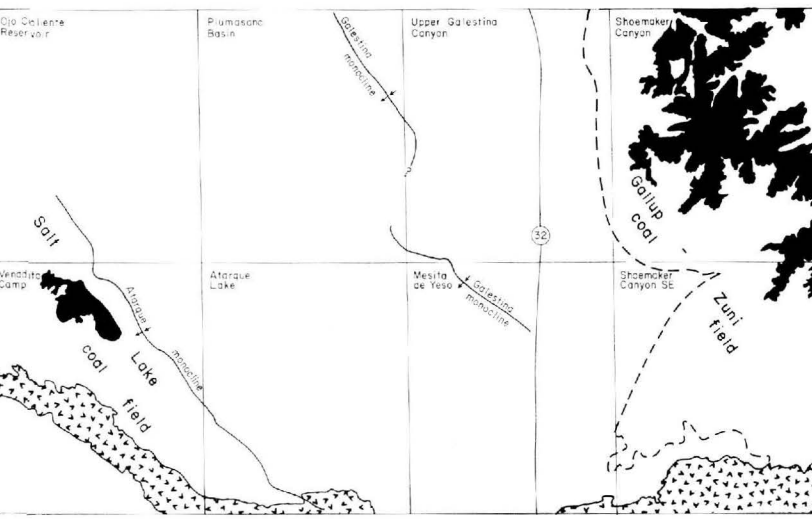 Ojo Caliente
Reservoir
Plumasano
Basin
Upper Galestina
Canyon
Shoemaker
Canyon
Galestina
monocline
Gallup
coal
Zuni
field
32
Salt
Lake
coal
field
Venadito
Camp
Atarque
Lake
Mesita
de Yeso
Shoemaker
Canyon SE
Atarque
monocline
Galestina
monocline